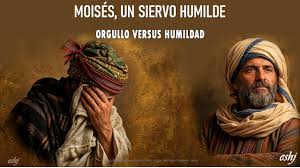 MOISÉS, UN SIERVO HUMILDE
ORGULLO VERSUS HUMILDAD
eshj
eshj